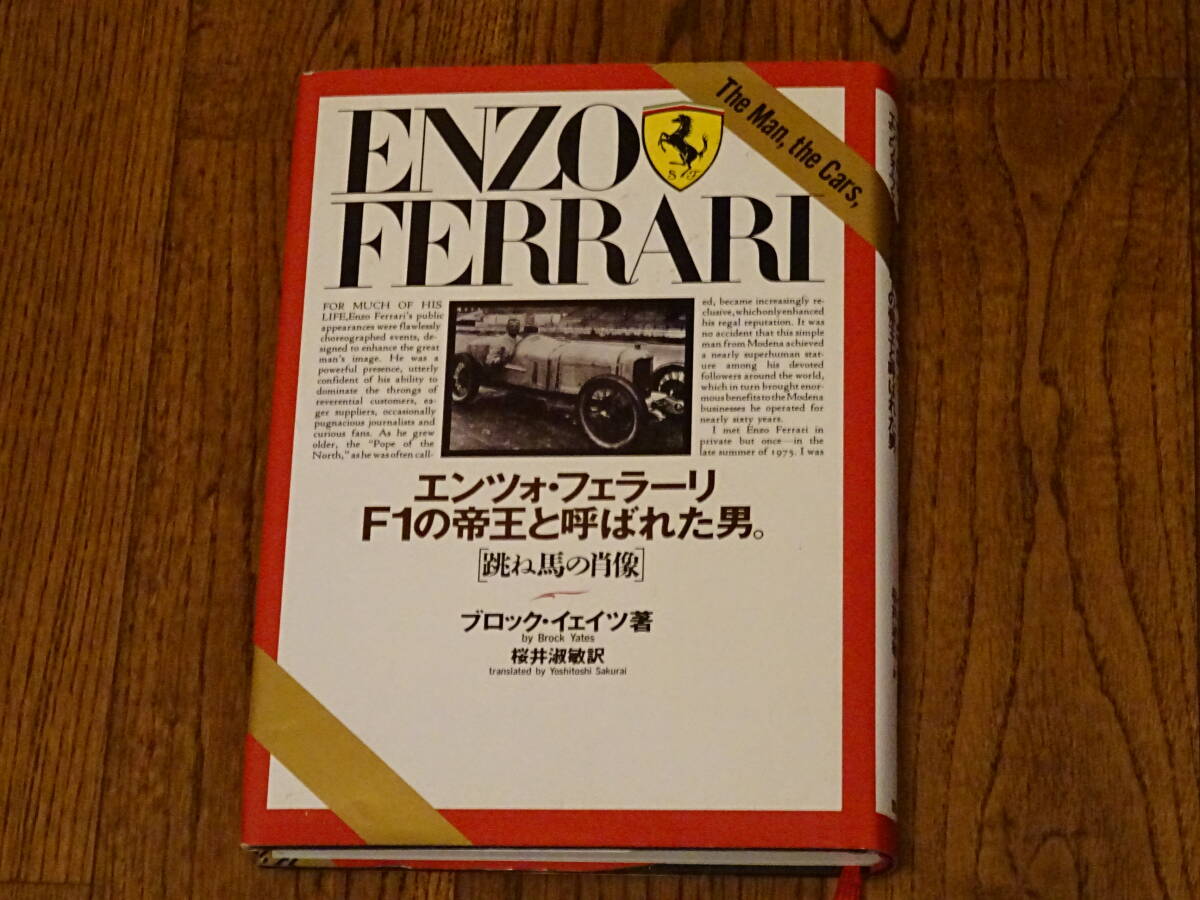 The Man, the Cars,
ENZO
S F
FERRARI
FOR MUCH OF HIS
LIFE,Enzo Ferrari's public
appearances were flawlessly
choreographed events, de-
signed to enhance the great
man's image. He was a
powerful presence, utterly
confident of his ability to
dominate the throngs of
reverential customers, ea-
ger suppliers, occasionally
pugnacious journalists and
curious fans. As he grew
older, the "Pope of the
North," as he was often call-
ed, became increasingly re-
clusive,which only enhanced
his regal reputation. It was
no accident that this simple
man from Modena achieved
a nearly superhuman stat-
ure among his devoted
followers around the world,
which in turn brought enor-
mous benefits to the Modena
businesses he operated for
nearly sixty years.
I met Enzo Ferrari in
private but once—in the
late summer of 1975. I was
エンツォ・フェラーリ
F1の帝王と呼ばれた男。
[跳ね馬の肖像]
ブロック・イェイツ著
by Brock Yates
桜井淑敏訳
translated by Yoshitoshi Sakurai